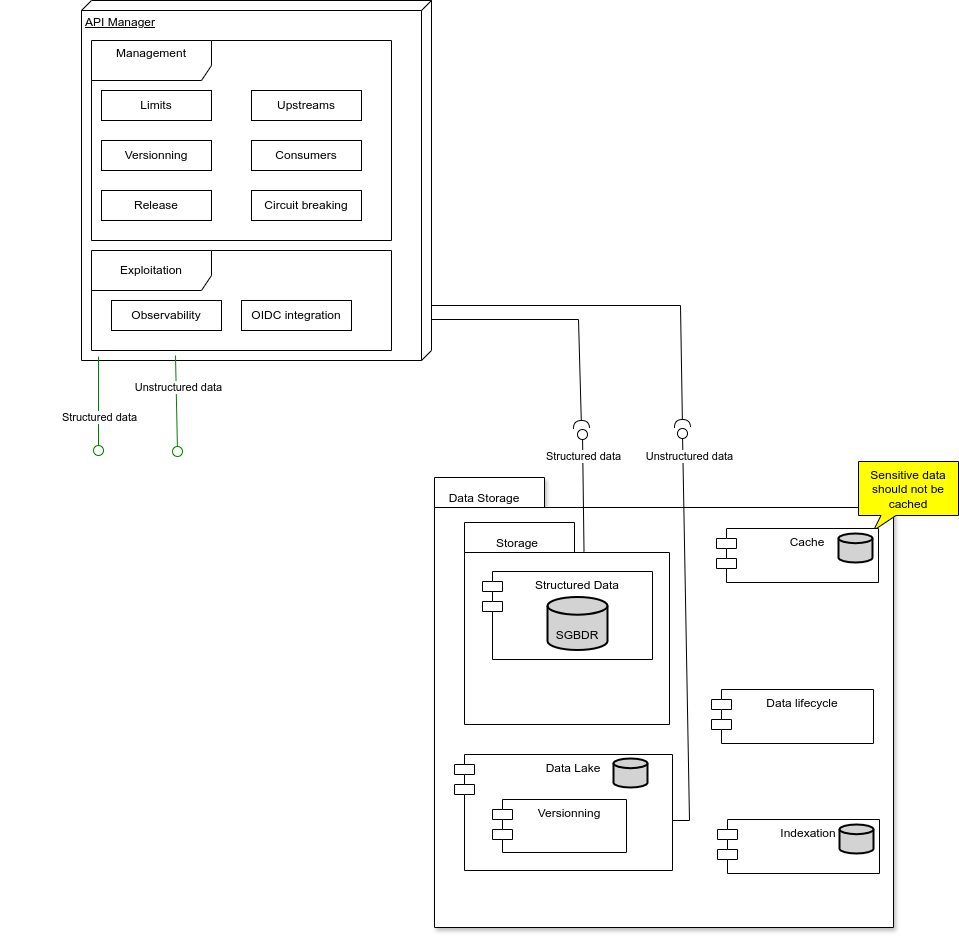 API Manager
Management
Limits
Upstreams
Versionning
Consumers
Release
Circuit breaking
Exploitation
Observability
OIDC integration
Unstructured data
Structured data
Structured data
Unstructured data
Sensitive data
should not be
cached
Data Storage
Storage
Cache
Structured Data
SGBDR
Data lifecycle
Data Lake
Versionning
Indexation